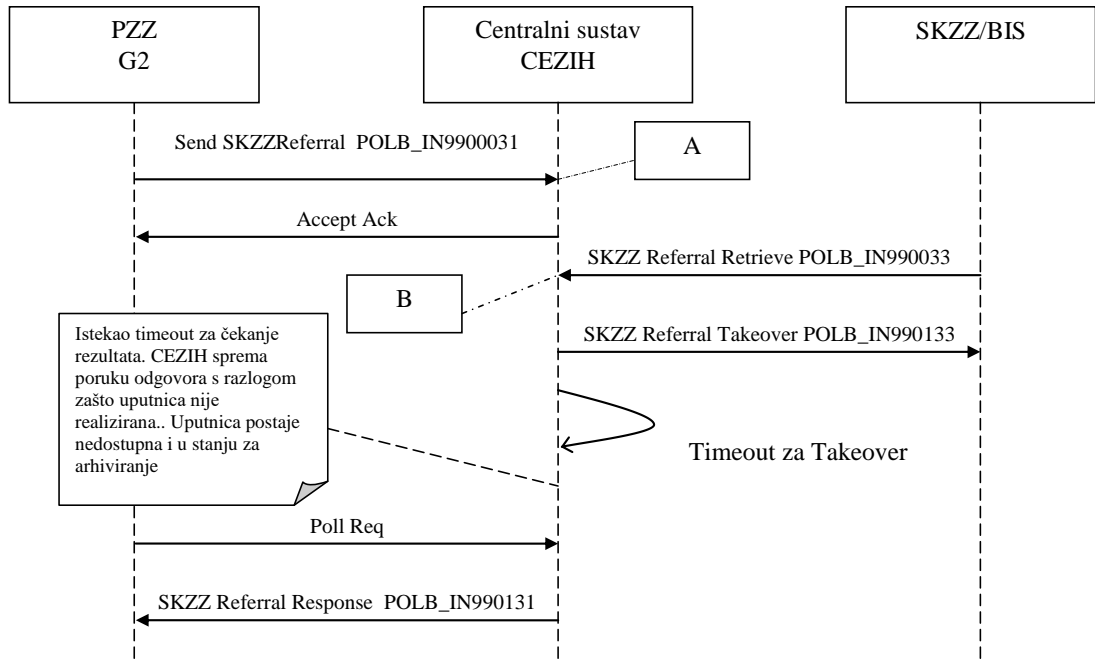 PZZ
G2
Centralni sustav
CEZIH
SKZZ/BIS
Send SKZZReferral  POLB_IN9900031
A
Accept Ack
SKZZ Referral Retrieve POLB_IN990033
B
SKZZ Referral Takeover POLB_IN990133
Istekao timeout za čekanje
rezultata. CEZIH sprema
poruku odgovora s razlogom
zašto uputnica nije
realizirana.. Uputnica postaje
nedostupna i u stanju za
arhiviranje
Timeout za Takeover
Poll Req
SKZZ Referral Response  POLB_IN990131